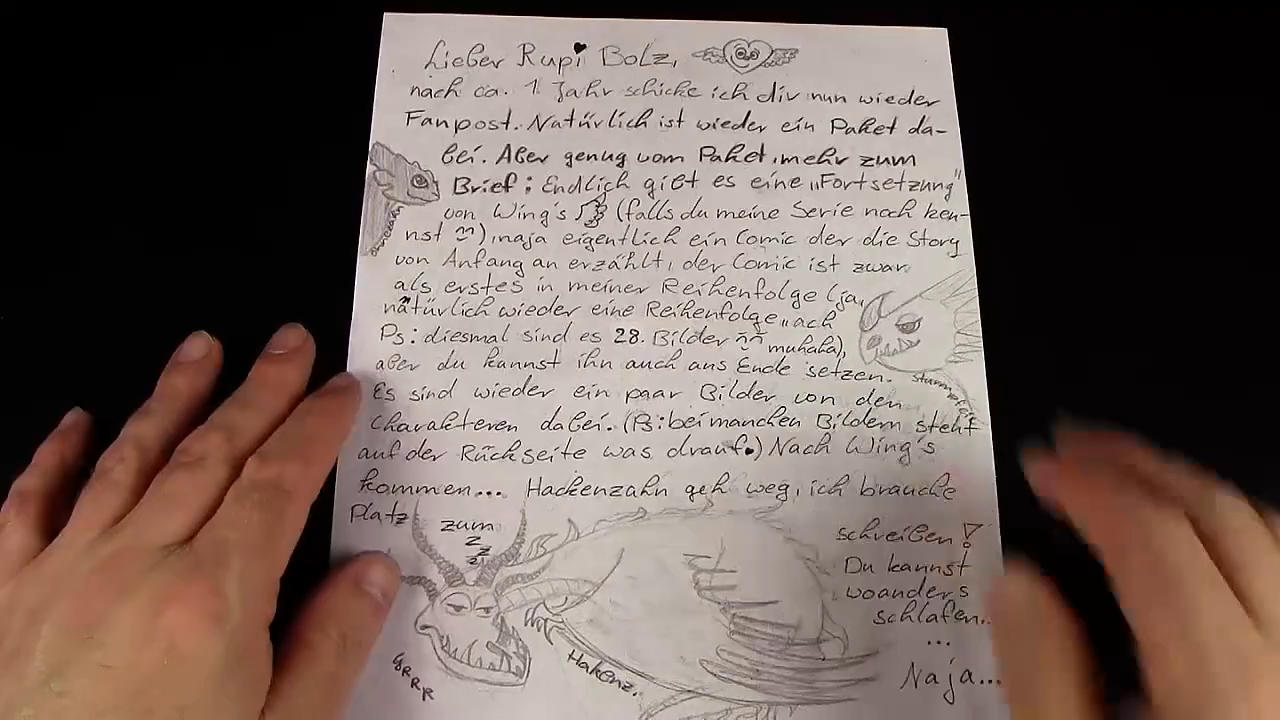 Lieber Rupi Bolz,
nach ca. 1 Jahr schicke ich dir nun wieder
Fanpost. Natürlich ist wieder ein Paket da-
bei. Aber genug vom Paket, mehr zum
Brief: Endlich gibt es eine „Fortsetzung"
von Wing's (falls du meine Serie noch ken-
nst ^^), naja eigentlich ein Comic der die Story
von Anfang an erzählt, der Comic ist zwar
als erstes in meiner Reihenfolge (ja,
natürlich wieder eine Reihenfolge, ach
Ps: diesmal sind es 28. Bilder ^^ muhaha),
aber du kannst ihn auch ans Ende setzen.
Es sind wieder ein paar Bilder von den
Charakteren dabei. (Ps: bei manchen Bildern steht
auf der Rückseite was drauf.) Nach Wing's
kommen... Hackenzahn geh weg, ich brauche
Platz zum
schreiben!
Du kannst
woanders
schlafen..
...
Naja...
z
z
z
GRRR
Hakenz.